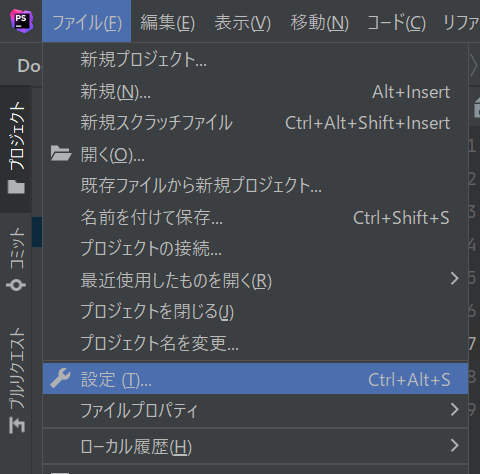 PS
ファイル(F) 編集(E) 表示(V) 移動(N) コード(C) リファ
Do
新規プロジェクト...
新規(N)... Alt+Insert
新規スクラッチファイル Ctrl+Alt+Shift+Insert
開く(O)...
既存ファイルから新規プロジェクト...
名前を付けて保存... Ctrl+Shift+S
プロジェクトの接続...
最近使用したものを開く(R)
プロジェクトを閉じる(J)
プロジェクト名を変更...
設定 (T)... Ctrl+Alt+S
ファイルプロパティ
ローカル履歴(H)
プロジェクト
コミット
プルリクエスト
1
2
3
4
5
6
7
8
9